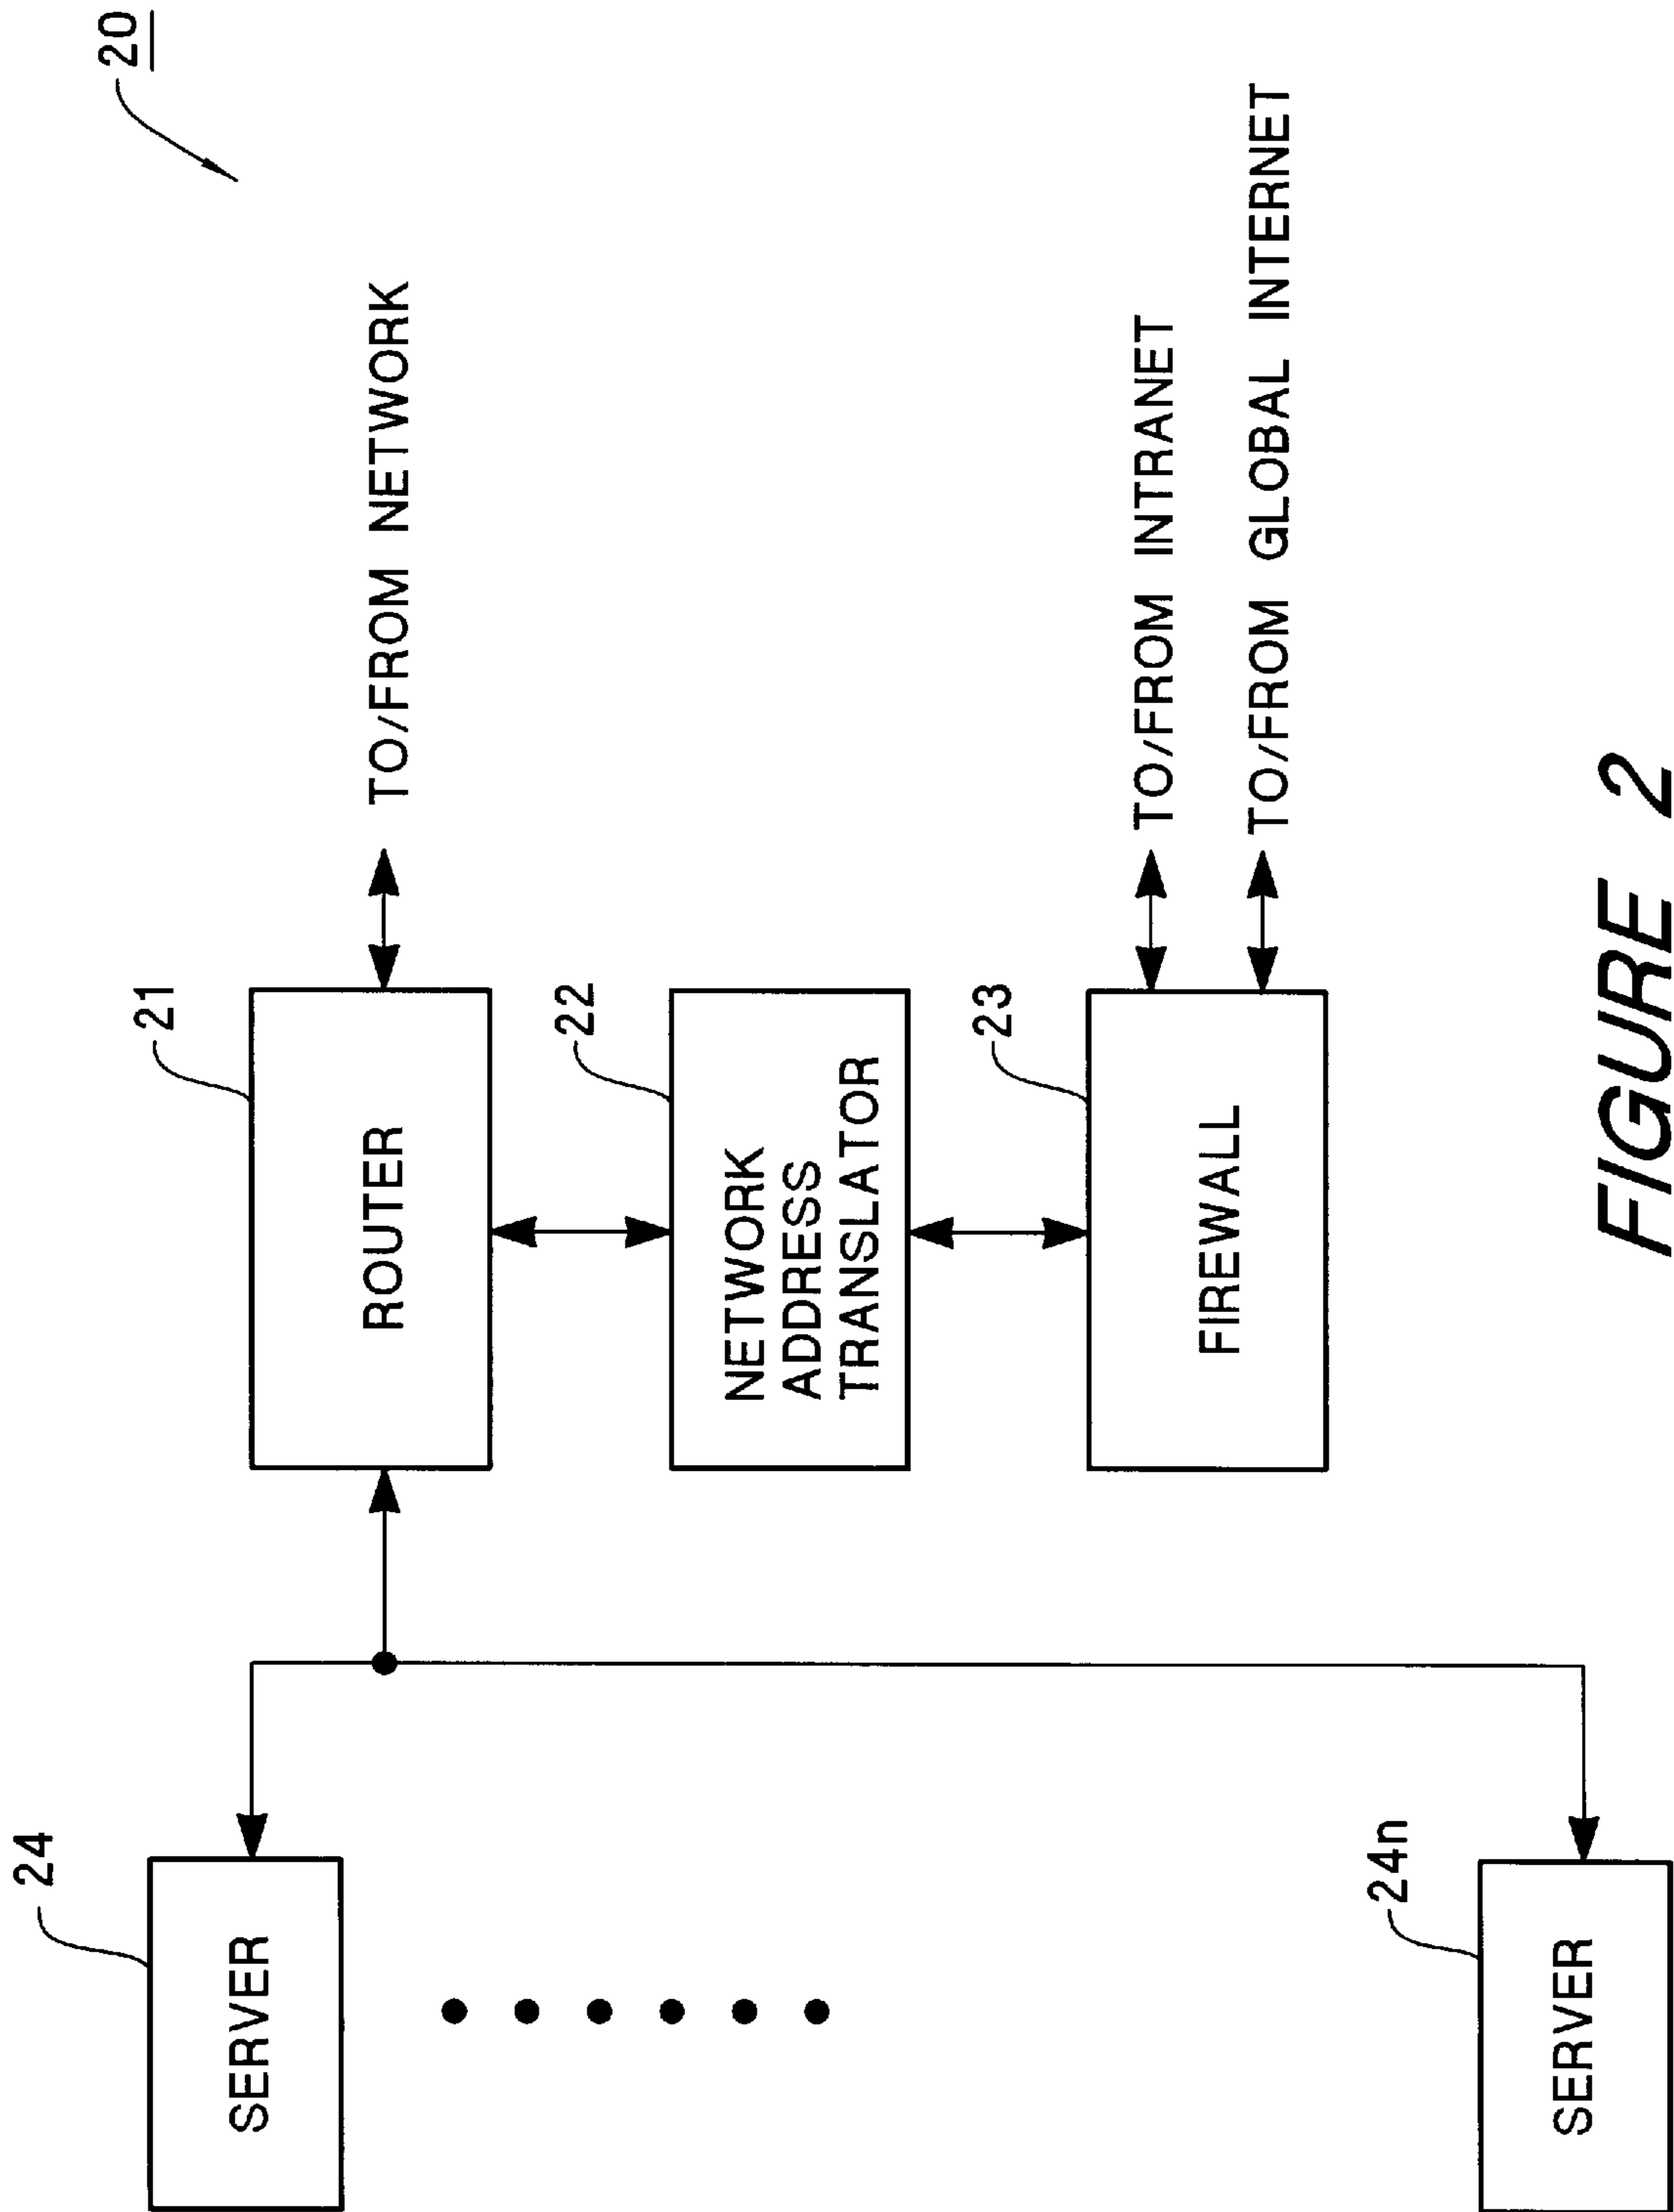 20
21
ROUTER
TO/FROM NETWORK
22
NETWORK
ADDRESS
TRANSLATOR
23
FIREWALL
TO/FROM INTRANET
TO/FROM GLOBAL INTERNET
24
SERVER
24n
SERVER
FIGURE 2